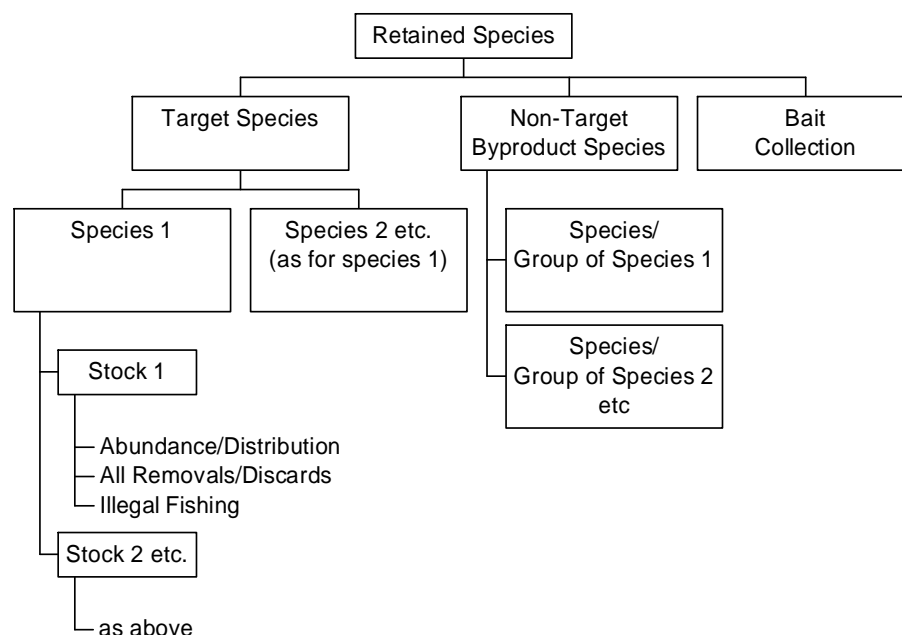 Retained Species
Target Species
Non-Target
Byproduct Species
Bait
Collection
Species 1
Species 2 etc.
(as for species 1)
Species/
Group of Species 1
Species/
Group of Species 2
etc
Stock 1
Abundance/Distribution
All Removals/Discards
Illegal Fishing
Stock 2 etc.
as above